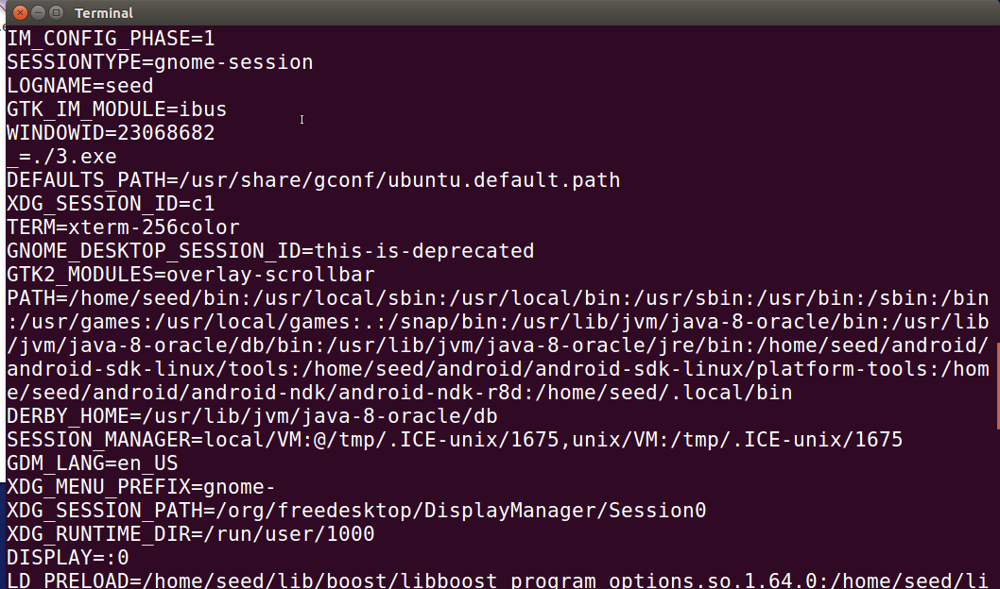 Terminal
IM_CONFIG_PHASE=1
SESSIONTYPE=gnome-session
LOGNAME=seed
GTK_IM_MODULE=ibus
WINDOWID=23068682
_=./3.exe
DEFAULTS_PATH=/usr/share/gconf/ubuntu.default.path
XDG_SESSION_ID=c1
TERM=xterm-256color
GNOME_DESKTOP_SESSION_ID=this-is-deprecated
GTK2_MODULES=overlay-scrollbar
PATH=/home/seed/bin:/usr/local/sbin:/usr/local/bin:/usr/sbin:/usr/bin:/sbin:/bin
:/usr/games:/usr/local/games:.:/snap/bin:/usr/lib/jvm/java-8-oracle/bin:/usr/lib
/jvm/java-8-oracle/db/bin:/usr/lib/jvm/java-8-oracle/jre/bin:/home/seed/android/
android-sdk-linux/tools:/home/seed/android/android-sdk-linux/platform-tools:/hom
e/seed/android/android-ndk/android-ndk-r8d:/home/seed/.local/bin
DERBY_HOME=/usr/lib/jvm/java-8-oracle/db
SESSION_MANAGER=local/VM:@/tmp/.ICE-unix/1675,unix/VM:/tmp/.ICE-unix/1675
GDM_LANG=en_US
XDG_MENU_PREFIX=gnome-
XDG_SESSION_PATH=/org/freedesktop/DisplayManager/Session0
XDG_RUNTIME_DIR=/run/user/1000
DISPLAY=:0
LD_PRELOAD=/home/seed/lib/boost/libboost_program_options.so.1.64.0:/home/seed/li